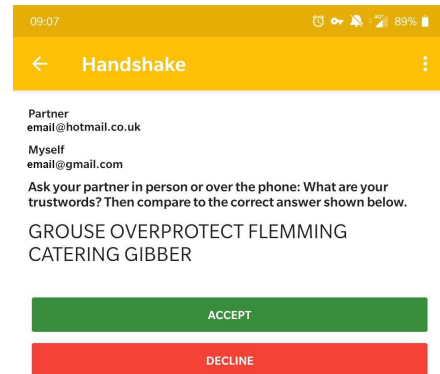 09:07 4G 89%
Handshake
Partner
email@hotmail.co.uk
Myself
email@gmail.com
Ask your partner in person or over the phone: What are your
trustwords? Then compare to the correct answer shown below.
GROUSE OVERPROTECT FLEMMING
CATERING GIBBER
ACCEPT
DECLINE